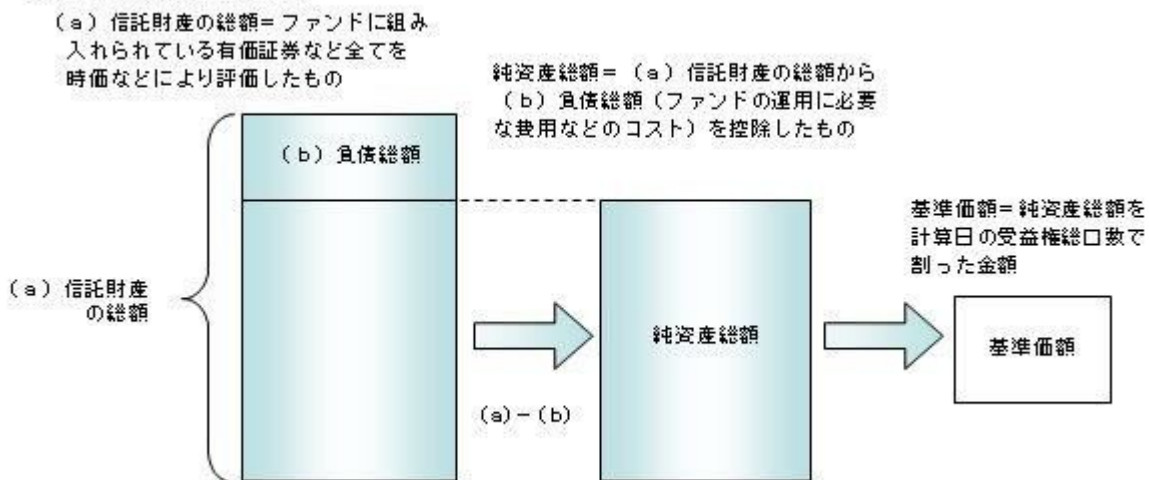 （a）信託財産の総額＝ファンドに組み
入れられている有価証券など全てを
時価などにより評価したもの
純資産総額＝（a）信託財産の総額から
（b）負債総額（ファンドの運用に必要
な費用などのコスト）を控除したもの
（b）負債総額
基準価額＝純資産総額を
計算日の受益権総口数で
割った金額
（a）信託財産
の総額
純資産総額
基準価額
(a)－(b)